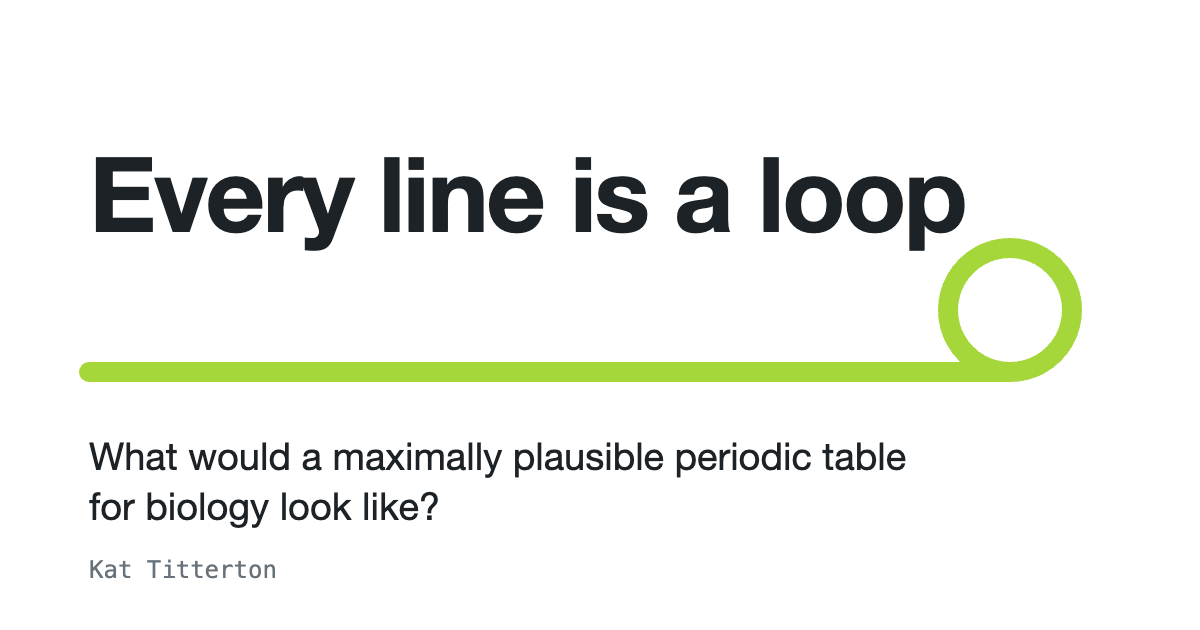 Every line is a loop
What would a maximally plausible periodic table
for biology look like?
Kat Titterton